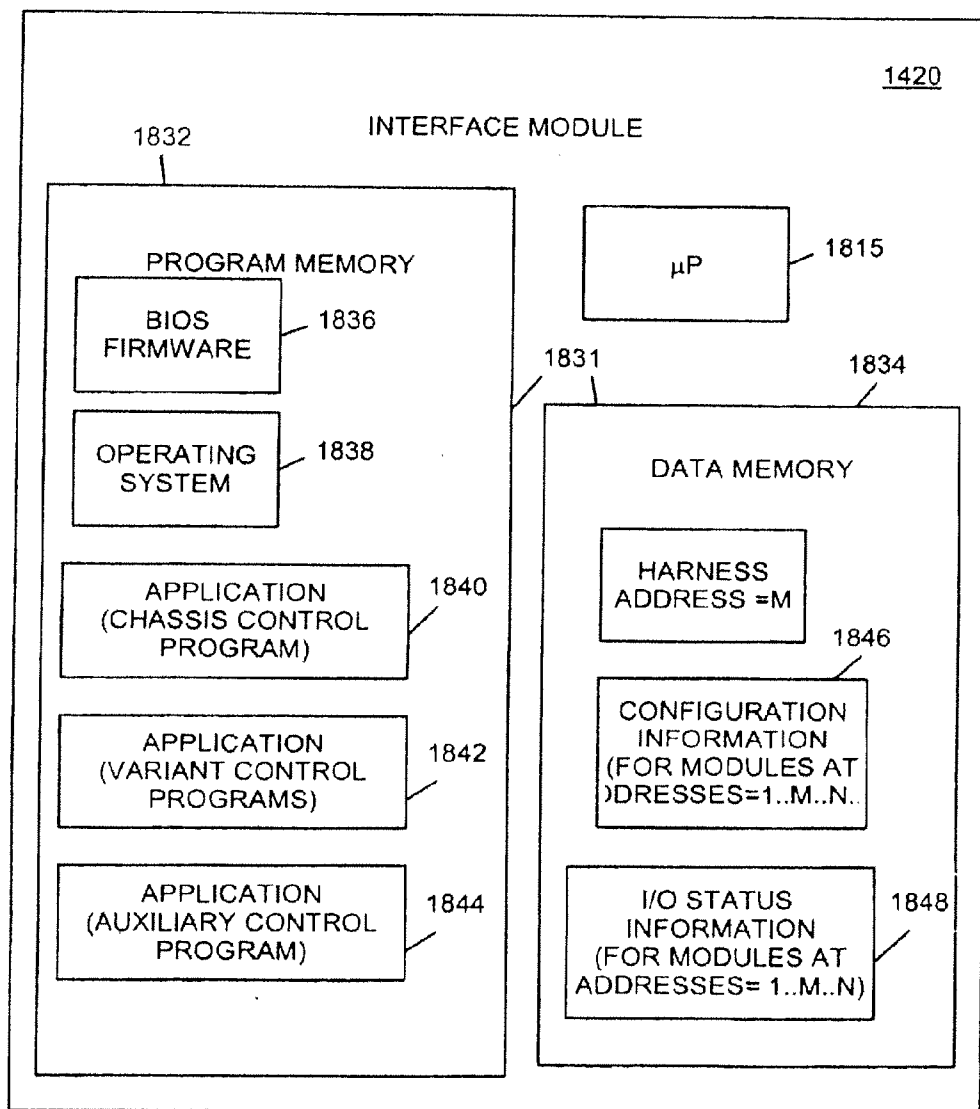 1420
INTERFACE MODULE
1832
PROGRAM MEMORY
BIOS
FIRMWARE
1836
OPERATING
SYSTEM
1838
APPLICATION
(CHASSIS CONTROL
PROGRAM)
1840
APPLICATION
(VARIANT CONTROL
PROGRAMS)
1842
APPLICATION
(AUXILIARY CONTROL
PROGRAM)
1844
μP
1815
1831
1834
DATA MEMORY
HARNESS
ADDRESS =M
1846
CONFIGURATION
INFORMATION
(FOR MODULES AT
DDRESSES=1..M..N..
I/O STATUS
INFORMATION
(FOR MODULES AT
ADDRESSES= 1..M..N)
1848